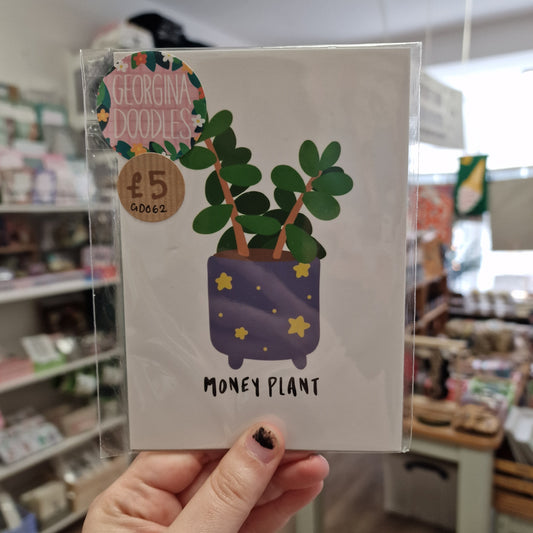 GEORGINA
DOODLES
£5
GD062
MONEY PLANT